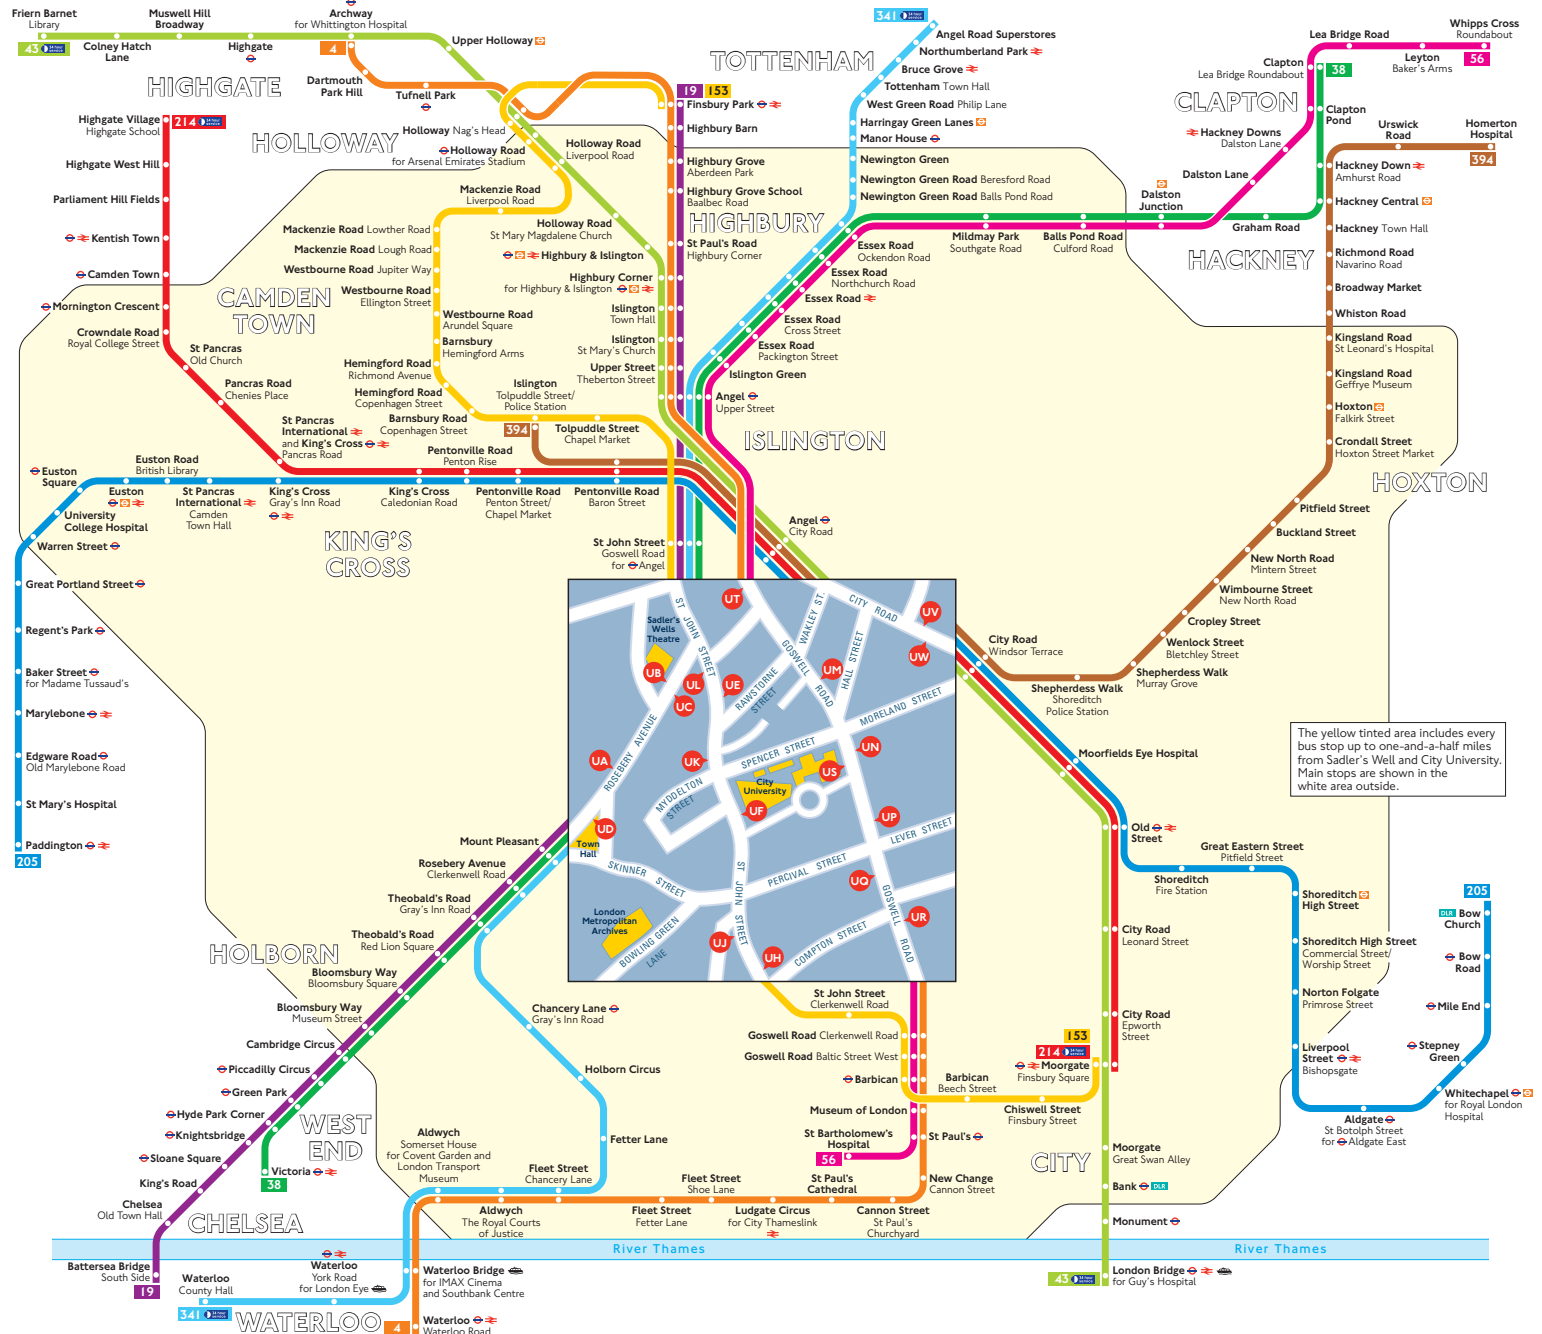 Friern Barnet
Library
43
24 hour
service
Colney Hatch
Lane
Muswell Hill
Broadway
Highgate
Archway
for Whittington Hospital
4
Upper Holloway
HIGHGATE
Dartmouth
Park Hill
Tufnell Park
Highgate Village
Highgate School
214
24 hour
service
HOLLOWAY
Highgate West Hill
Parliament Hill Fields
Kentish Town
Camden Town
Mornington Crescent
Crowndale Road
Royal College Street
CAMDEN
TOWN
St Pancras
Old Church
Pancras Road
Chenies Place
St Pancras
International
and King's Cross
Pancras Road
Holloway Nag's Head
Holloway Road
for Arsenal Emirates Stadium
Holloway Road
Liverpool Road
Mackenzie Road
Liverpool Road
Holloway Road
St Mary Magdalene Church
Mackenzie Road Lowther Road
Mackenzie Road Lough Road
Westbourne Road Jupiter Way
Westbourne Road
Ellington Street
Westbourne Road
Arundel Square
Barnsbury
Hemingford Arms
Hemingford Road
Richmond Avenue
Hemingford Road
Copenhagen Street
Barnsbury Road
Copenhagen Street
Islington
Tolpuddle Street/
Police Station
394
Tolpuddle Street
Chapel Market
Highbury & Islington
Highbury Corner
for Highbury & Islington
Islington
Town Hall
Islington
St Mary's Church
Upper Street
Theberton Street
19
153
Finsbury Park
Highbury Barn
Highbury Grove
Aberdeen Park
Highbury Grove School
Baalbec Road
HIGHBURY
St Paul's Road
Highbury Corner
TOTTENHAM
341
24 hour
service
Angel Road Superstores
Northumberland Park
Bruce Grove
Tottenham Town Hall
West Green Road Philip Lane
Harringay Green Lanes
Manor House
Newington Green
Newington Green Road Beresford Road
Newington Green Road Balls Pond Road
Essex Road
Ockendon Road
Essex Road
Northchurch Road
Essex Road
Essex Road
Cross Street
Essex Road
Packington Street
Islington Green
Angel
Upper Street
ISLINGTON
Mildmay Park
Southgate Road
Balls Pond Road
Culford Road
Dalston
Junction
Graham Road
Dalston Lane
Hackney Downs
Dalston Lane
CLAPTON
Clapton
Lea Bridge Roundabout
38
Clapton
Pond
Lea Bridge Road
Leyton
Baker's Arms
Whipps Cross
Roundabout
56
Urswick
Road
Homerton
Hospital
394
Hackney Down
Amhurst Road
Hackney Central
Hackney Town Hall
HACKNEY
Richmond Road
Navarino Road
Broadway Market
Whiston Road
Kingsland Road
St Leonard's Hospital
Kingsland Road
Geffrye Museum
Hoxton
Falkirk Street
Crondall Street
Hoxton Street Market
HOXTON
Pitfield Street
Buckland Street
New North Road
Mintern Street
Wimbourne Street
New North Road
Cropley Street
Wenlock Street
Bletchley Street
Shepherdess Walk
Murray Grove
Shepherdess Walk
Shoreditch
Police Station
City Road
Windsor Terrace
Euston
Square
Euston Road
British Library
Euston
St Pancras
International
Camden
Town Hall
King's Cross
Gray's Inn Road
University
College Hospital
Warren Street
Great Portland Street
Regent's Park
Baker Street
for Madame Tussaud's
Marylebone
Edgware Road
Old Marylebone Road
St Mary's Hospital
Paddington
205
Pentonville Road
Penton Rise
King's Cross
Caledonian Road
Pentonville Road
Penton Street/
Chapel Market
Pentonville Road
Baron Street
KING'S
CROSS
St John Street
Goswell Road
for Angel
Angel
City Road
Sadler's
Wells
Theatre
UT
UV
UW
UB
UL
UE
UC
UM
UA
UK
UN
US
UF
UP
UD
UQ
UR
UJ
UH
ST JOHN STREET
CITY ROAD
WAKLEY ST.
GOSWELL ROAD
HALL STREET
RAWSTORNE
STREET
MORELAND STREET
ROSEBERY AVENUE
SPENCER STREET
MYDDELTON
STREET
City
University
Town
Hall
SKINNER STREET
PERCIVAL STREET
LEVER STREET
ST JOHN STREET
GOSWELL ROAD
London
Metropolitan
Archives
BOWLING GREEN
LANE
COMPTON STREET
The yellow tinted area includes every
bus stop up to one-and-a-half miles
from Sadler's Well and City University.
Main stops are shown in the
white area outside.
Moorfields Eye Hospital
Old
Street
Great Eastern Street
Pitfield Street
Shoreditch
Fire Station
Shoreditch
High Street
Shoreditch High Street
Commercial Street/
Worship Street
Norton Folgate
Primrose Street
Liverpool
Street
Bishopsgate
Aldgate
St Botolph Street
for Aldgate East
205
DLR Bow
Church
Bow
Road
Mile End
Stepney
Green
Whitechapel
for Royal London
Hospital
City Road
Leonard Street
City Road
Epworth
Street
153
214
24 hour
service
Moorgate
Finsbury Square
Moorgate
Great Swan Alley
Bank DLR
Monument
London Bridge
for Guy's Hospital
43
24 hour
service
CITY
Mount Pleasant
Rosebery Avenue
Clerkenwell Road
Theobald's Road
Gray's Inn Road
Theobald's Road
Red Lion Square
HOLBORN
Bloomsbury Way
Bloomsbury Square
Bloomsbury Way
Museum Street
Cambridge Circus
Piccadilly Circus
Green Park
Hyde Park Corner
Knightsbridge
Sloane Square
King's Road
Chelsea
Old Town Hall
CHELSEA
WEST
END
Victoria
38
Battersea Bridge
South Side
19
Chancery Lane
Gray's Inn Road
Holborn Circus
Fetter Lane
Aldwych
Somerset House
for Covent Garden and
London Transport
Museum
Fleet Street
Chancery Lane
Aldwych
The Royal Courts
of Justice
Fleet Street
Fetter Lane
Fleet Street
Shoe Lane
Ludgate Circus
for City Thameslink
St Paul's
Cathedral
Cannon Street
St Paul's
Churchyard
New Change
Cannon Street
St Paul's
St John Street
Clerkenwell Road
Goswell Road Clerkenwell Road
Goswell Road Baltic Street West
Barbican
Barbican
Beech Street
Chiswell Street
Finsbury Street
Museum of London
St Bartholomew's
Hospital
56
River Thames
River Thames
Waterloo
County Hall
341
24 hour
service
Waterloo
York Road
for London Eye
WATERLOO
Waterloo Bridge
for IMAX Cinema
and Southbank Centre
4
Waterloo
Waterloo Road